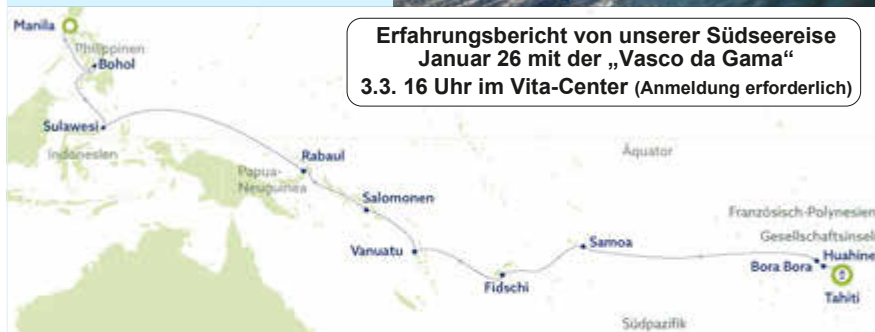 Erfahrungsbericht von unserer Südseereise
Januar 26 mit der „Vasco da Gama“
3.3. 16 Uhr im Vita-Center (Anmeldung erforderlich)
Manila
Philippinen
Bohol
Sulawesi
Indonesien
Rabaul
Papua-
Neuguinea
Äquator
Salomonen
Französisch-Polynesien
Vanuatu
Samoa
Gesellschaftsinsel
Huahine
Bora Bora
Fidschi
Tahiti
Südpazifik